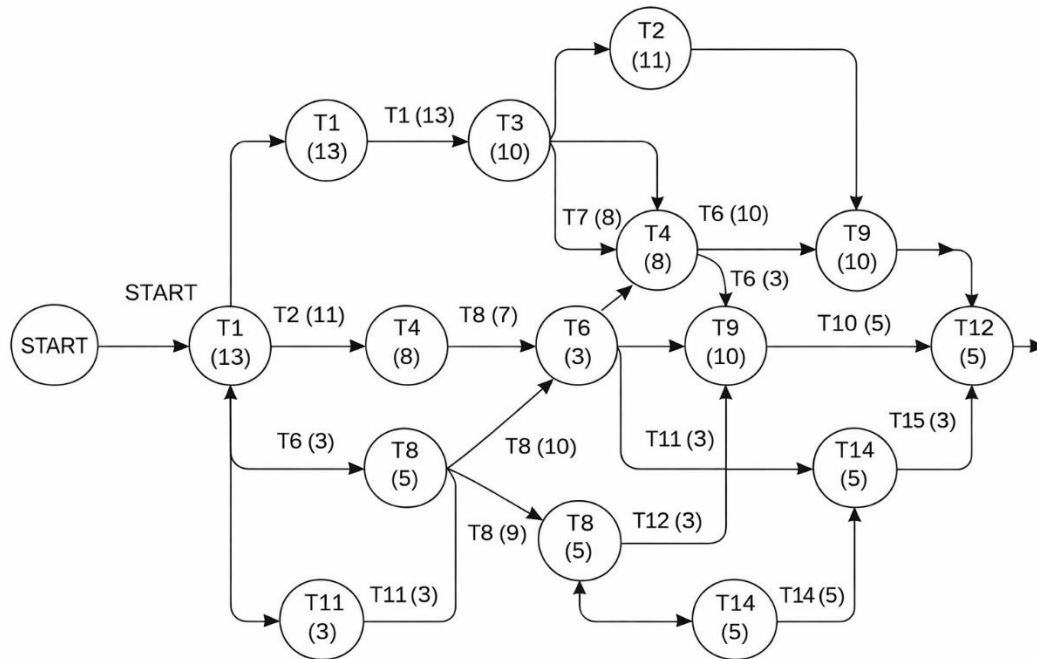 T2
(11)
T1
(13)
T1 (13)
T3
(10)
T7 (8)
T4
(8)
T6 (10)
T9
(10)
T6 (3)
START
START
T1
(13)
T2 (11)
T4
(8)
T8 (7)
T6
(3)
T9
(10)
T10 (5)
T12
(5)
T6 (3)
T8
(5)
T8 (10)
T11 (3)
T15 (3)
T14
(5)
T8 (9)
T8
(5)
T12 (3)
T11
(3)
T11 (3)
T14
(5)
T14 (5)